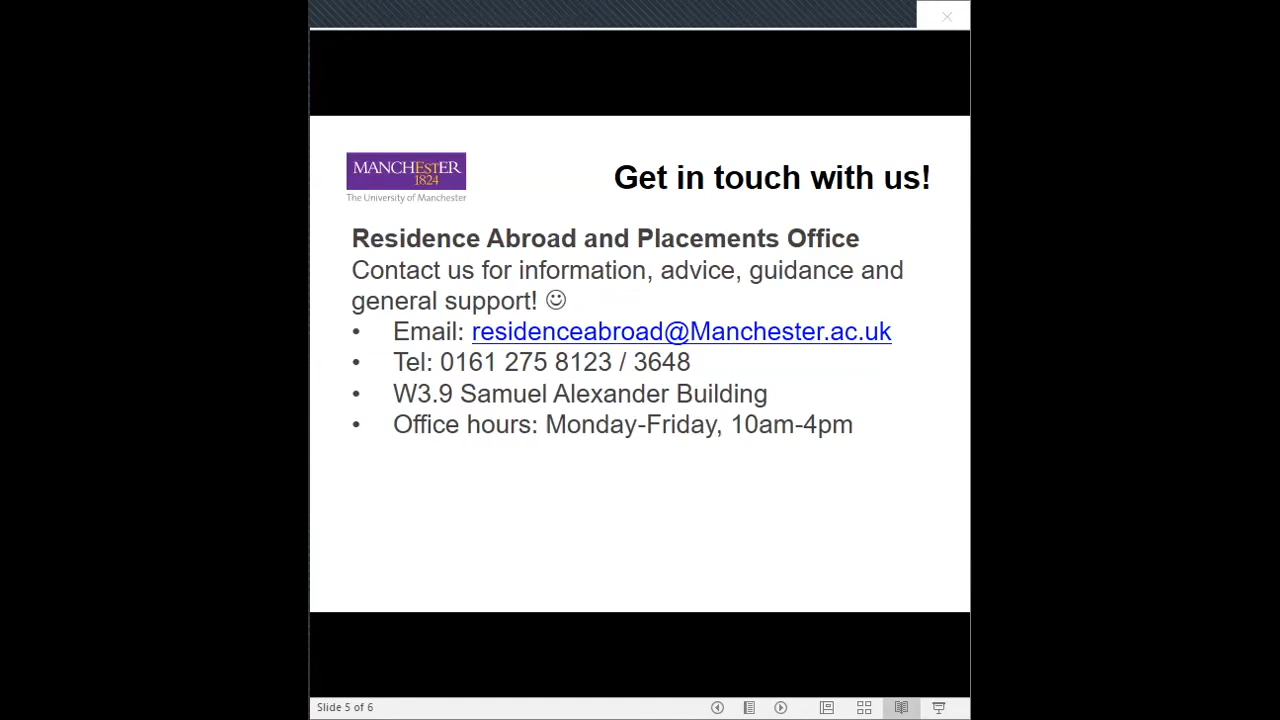 MANCHESTER
1824
The University of Manchester
Get in touch with us!
Residence Abroad and Placements Office
Contact us for information, advice, guidance and
general support! ☺
• Email: residenceabroad@Manchester.ac.uk
• Tel: 0161 275 8123 / 3648
• W3.9 Samuel Alexander Building
• Office hours: Monday-Friday, 10am-4pm
Slide 5 of 6